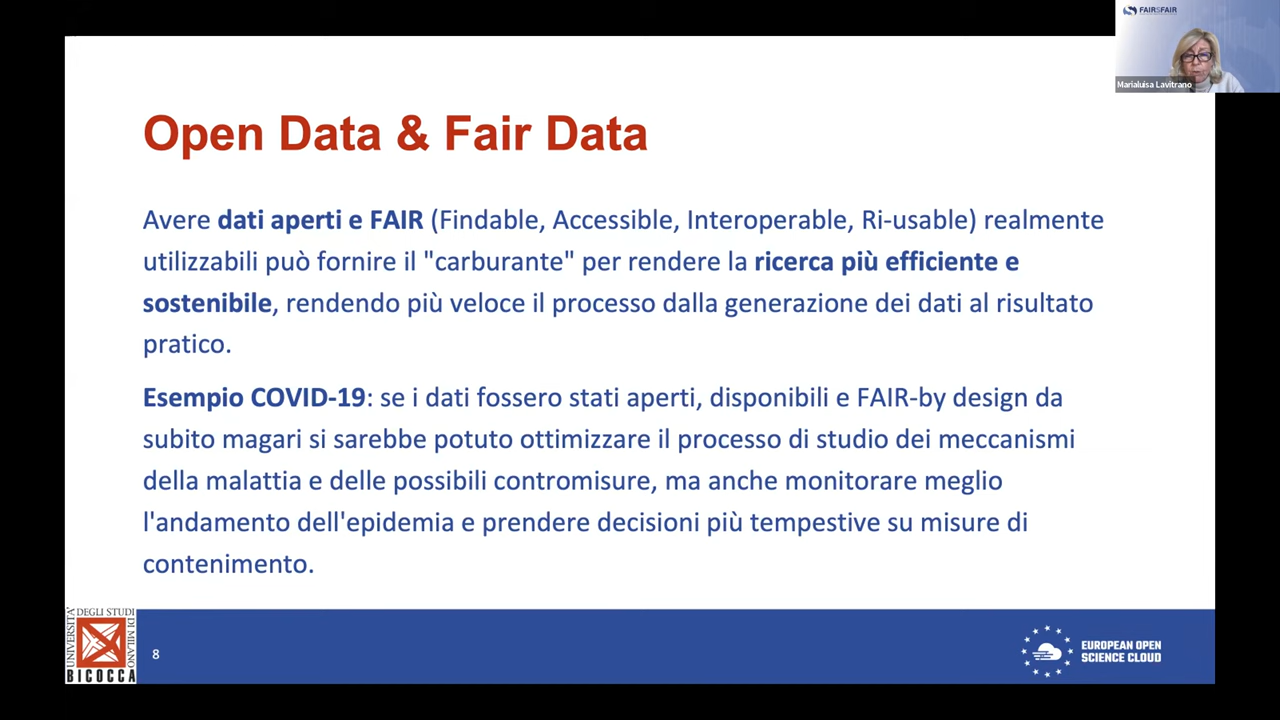 FAIRSFAIR
Marialuisa Lavitrano
Open Data & Fair Data
Avere dati aperti e FAIR (Findable, Accessible, Interoperable, Ri-usable) realmente
utilizzabili può fornire il "carburante" per rendere la ricerca più efficiente e
sostenibile, rendendo più veloce il processo dalla generazione dei dati al risultato
pratico.
Esempio COVID-19: se i dati fossero stati aperti, disponibili e FAIR-by design da
subito magari si sarebbe potuto ottimizzare il processo di studio dei meccanismi
della malattia e delle possibili contromisure, ma anche monitorare meglio
l'andamento dell'epidemia e prendere decisioni più tempestive su misure di
contenimento.
UNIVERSITA' DEGLI STUDI DI MILANO
BICOCCA
8
EUROPEAN OPEN
SCIENCE CLOUD